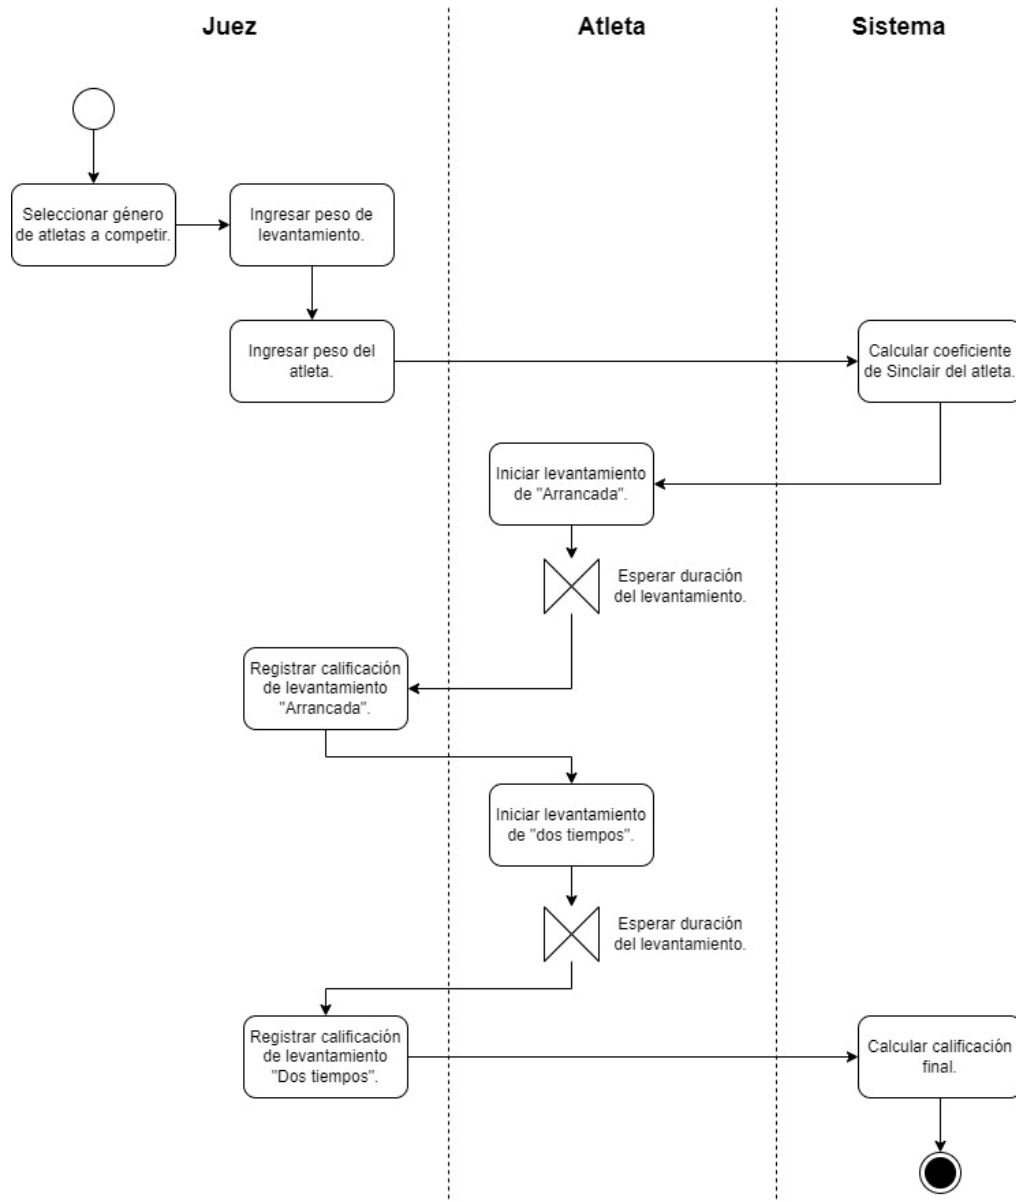 Juez
Atleta
Sistema
Seleccionar género
de atletas a competir.
Ingresar peso de
levantamiento.
Ingresar peso del
atleta.
Calcular coeficiente
de Sinclair del atleta.
Iniciar levantamiento
de "Arrancada".
Esperar duración
del levantamiento.
Registrar calificación
de levantamiento
"Arrancada".
Iniciar levantamiento
de "dos tiempos".
Esperar duración
del levantamiento.
Registrar calificación
de levantamiento
"Dos tiempos".
Calcular calificación
final.